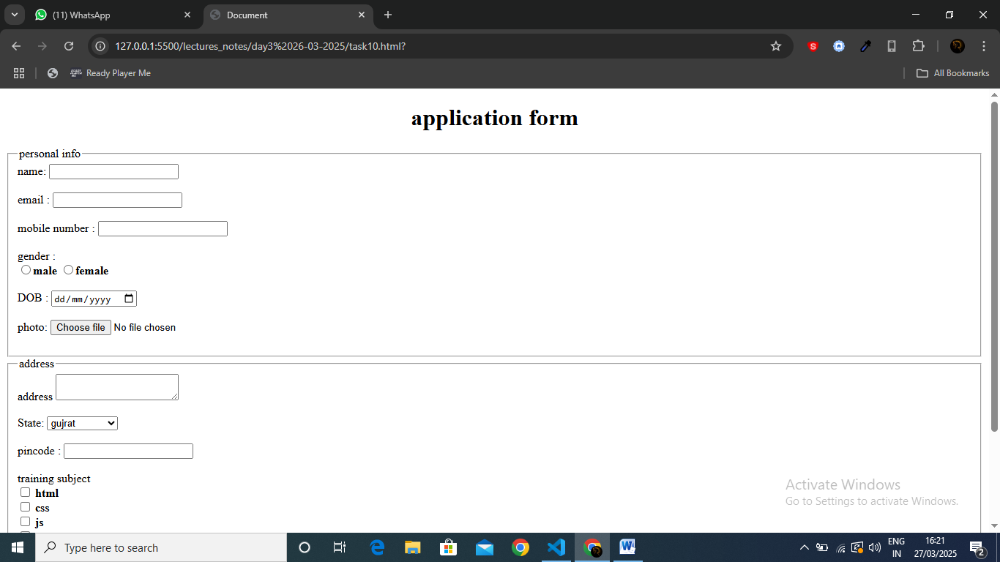 (11) WhatsApp
Document
127.0.0.1:5500/lectures_notes/day3%2026-03-2025/task10.html?
Ready Player Me
All Bookmarks
application form
personal info
name:
email :
mobile number :
gender :
male female
DOB : dd/mm/yyyy
photo: Choose file No file chosen
address
address
State: gujrat
pincode :
training subject
html
css
js
Activate Windows
Go to Settings to activate Windows.
Type here to search
ENG
IN
16:21
27/03/2025
2